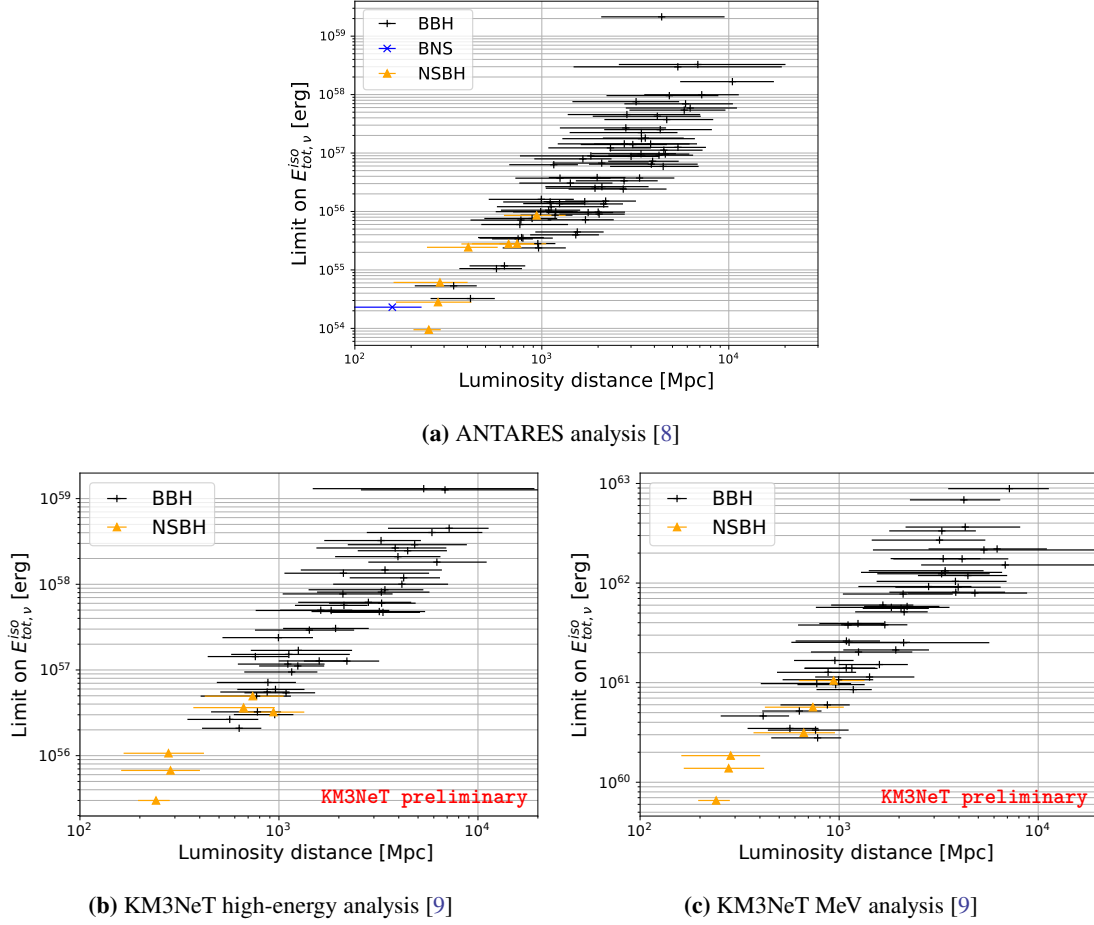 BBH
BNS
NSBH
10^59
10^58
10^57
10^56
10^55
10^54
Limit on E^iso_tot,ν [erg]
10^2
10^3
10^4
Luminosity distance [Mpc]
(a) ANTARES analysis [8]
BBH
NSBH
10^59
10^58
10^57
10^56
Limit on E^iso_tot,ν [erg]
KM3NeT preliminary
10^2
10^3
10^4
Luminosity distance [Mpc]
(b) KM3NeT high-energy analysis [9]
BBH
NSBH
10^63
10^62
10^61
10^60
Limit on E^iso_tot,ν [erg]
KM3NeT preliminary
10^2
10^3
10^4
Luminosity distance [Mpc]
(c) KM3NeT MeV analysis [9]